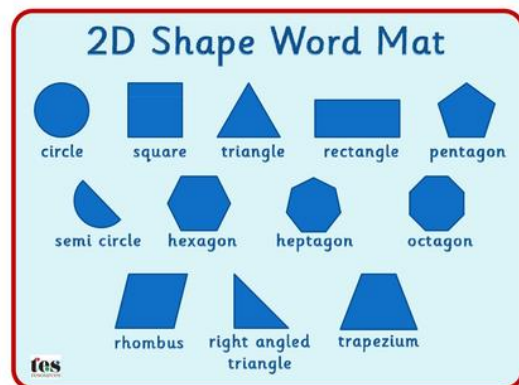 2D Shape Word Mat
circle square triangle rectangle pentagon
semi circle hexagon heptagon octagon
rhombus right angled triangle trapezium
tes